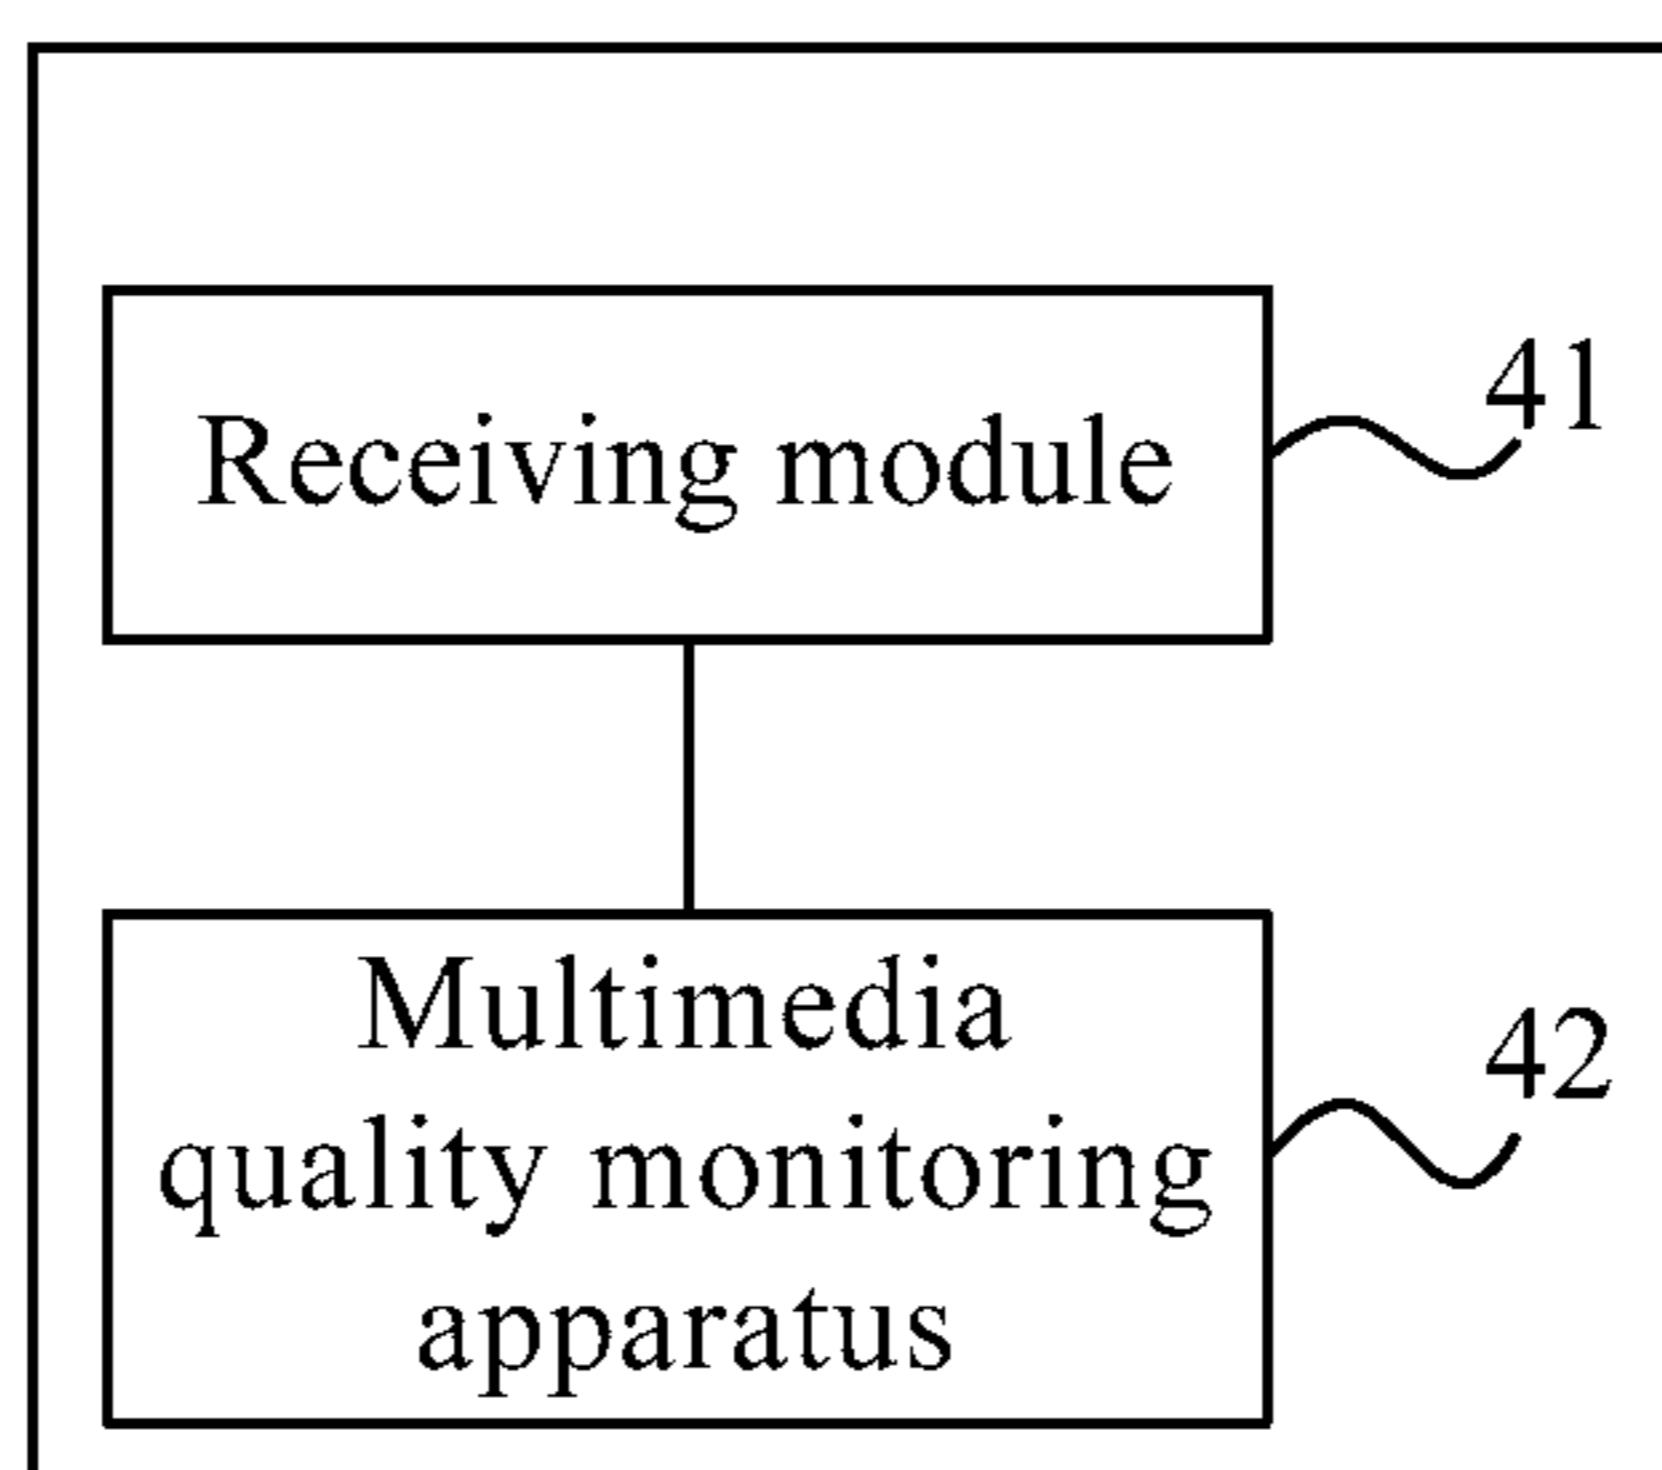 Receiving module
41
Multimedia
quality monitoring
apparatus
42